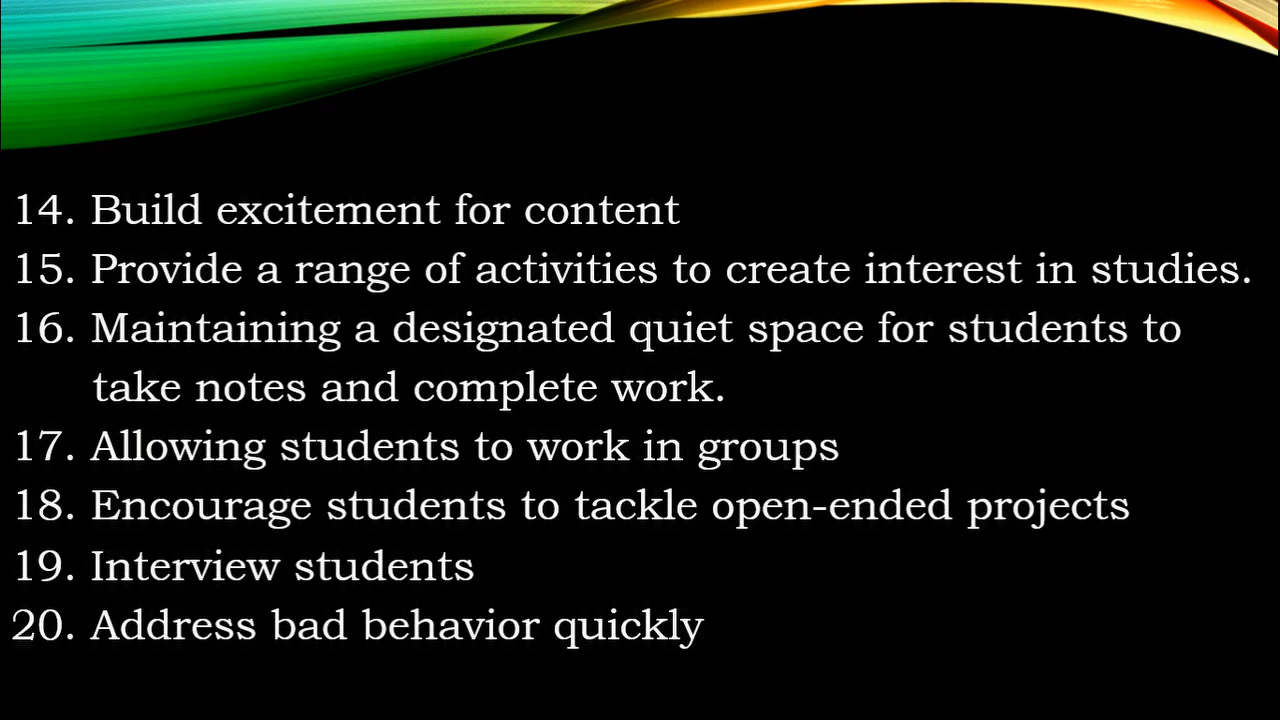 14. Build excitement for content
15. Provide a range of activities to create interest in studies.
16. Maintaining a designated quiet space for students to
take notes and complete work.
17. Allowing students to work in groups
18. Encourage students to tackle open-ended projects
19. Interview students
20. Address bad behavior quickly